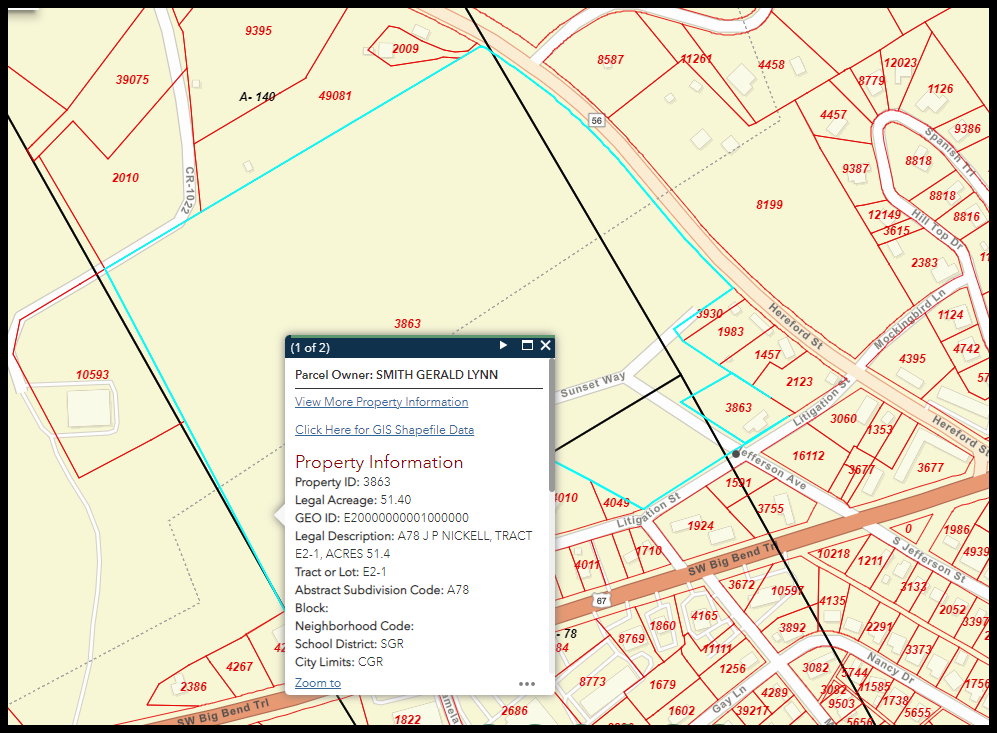 9395
2009
39075
A- 140
49081
8587
11261
4458
12023
8779
1126
4457
56
9386
Spanish Trl
9387
8818
2010
CR-1022
8818
8199
12149
8816
3615
Hill Top Dr
2383
3863
3930
1983
Hereford St
Mockingbird Ln
1124
1457
4395
4742
10593
Sunset Way
2123
3863
Litigation St
3060
1353
Hereford St
16112
3677
3677
Jefferson Ave
1591
4010
4049
Litigation St
3755
1924
0
1986
1710
SW Big Bend Trl
10218
1211
S Jefferson St
4939
4011
3672
10597
3133
67
4135
2052
3397
4165
- 78
1860
8769
3892
2291
11111
3373
4267
1256
3082
5744
Nancy Dr
2386
8773
1679
4289
3082
11585
1756
Gay Ln
9503
1738
SW Big Bend Trl
1822
2686
1602
39217
5655
5656
(1 of 2)
Parcel Owner: SMITH GERALD LYNN
View More Property Information
Click Here for GIS Shapefile Data
Property Information
Property ID: 3863
Legal Acreage: 51.40
GEO ID: E20000000001000000
Legal Description: A78 J P NICKELL, TRACT
E2-1, ACRES 51.4
Tract or Lot: E2-1
Abstract Subdivision Code: A78
Block:
Neighborhood Code:
School District: SGR
City Limits: CGR
Zoom to